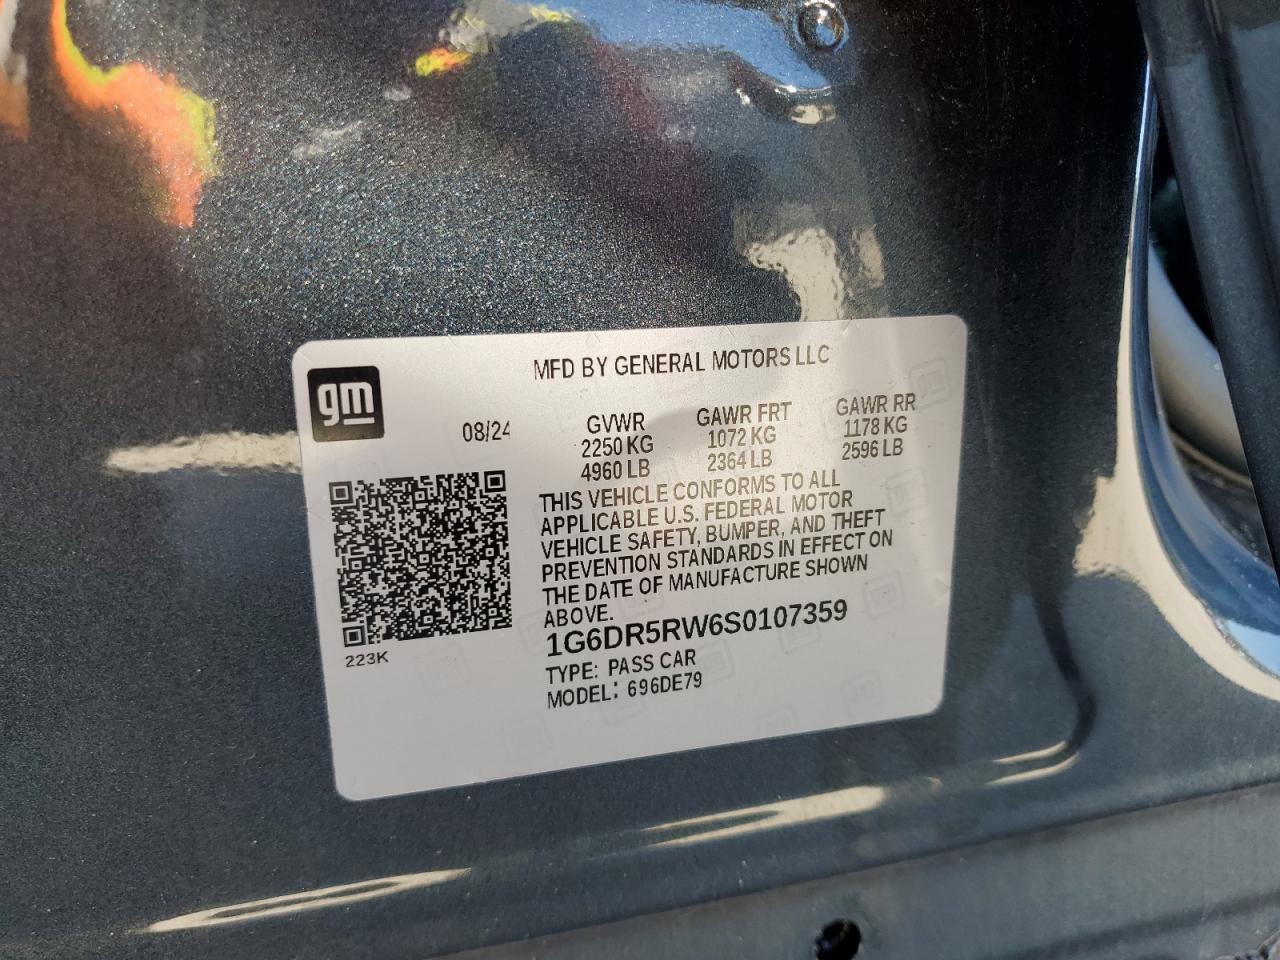 gm
MFD BY GENERAL MOTORS LLC
08/24 GVWR GAWR FRT GAWR RR
2250 KG 1072 KG 1178 KG
4960 LB 2364 LB 2596 LB
THIS VEHICLE CONFORMS TO ALL
APPLICABLE U.S. FEDERAL MOTOR
VEHICLE SAFETY, BUMPER, AND THEFT
PREVENTION STANDARDS IN EFFECT ON
THE DATE OF MANUFACTURE SHOWN
ABOVE.
1G6DR5RW6S0107359
223K
TYPE: PASS CAR
MODEL: 696DE79